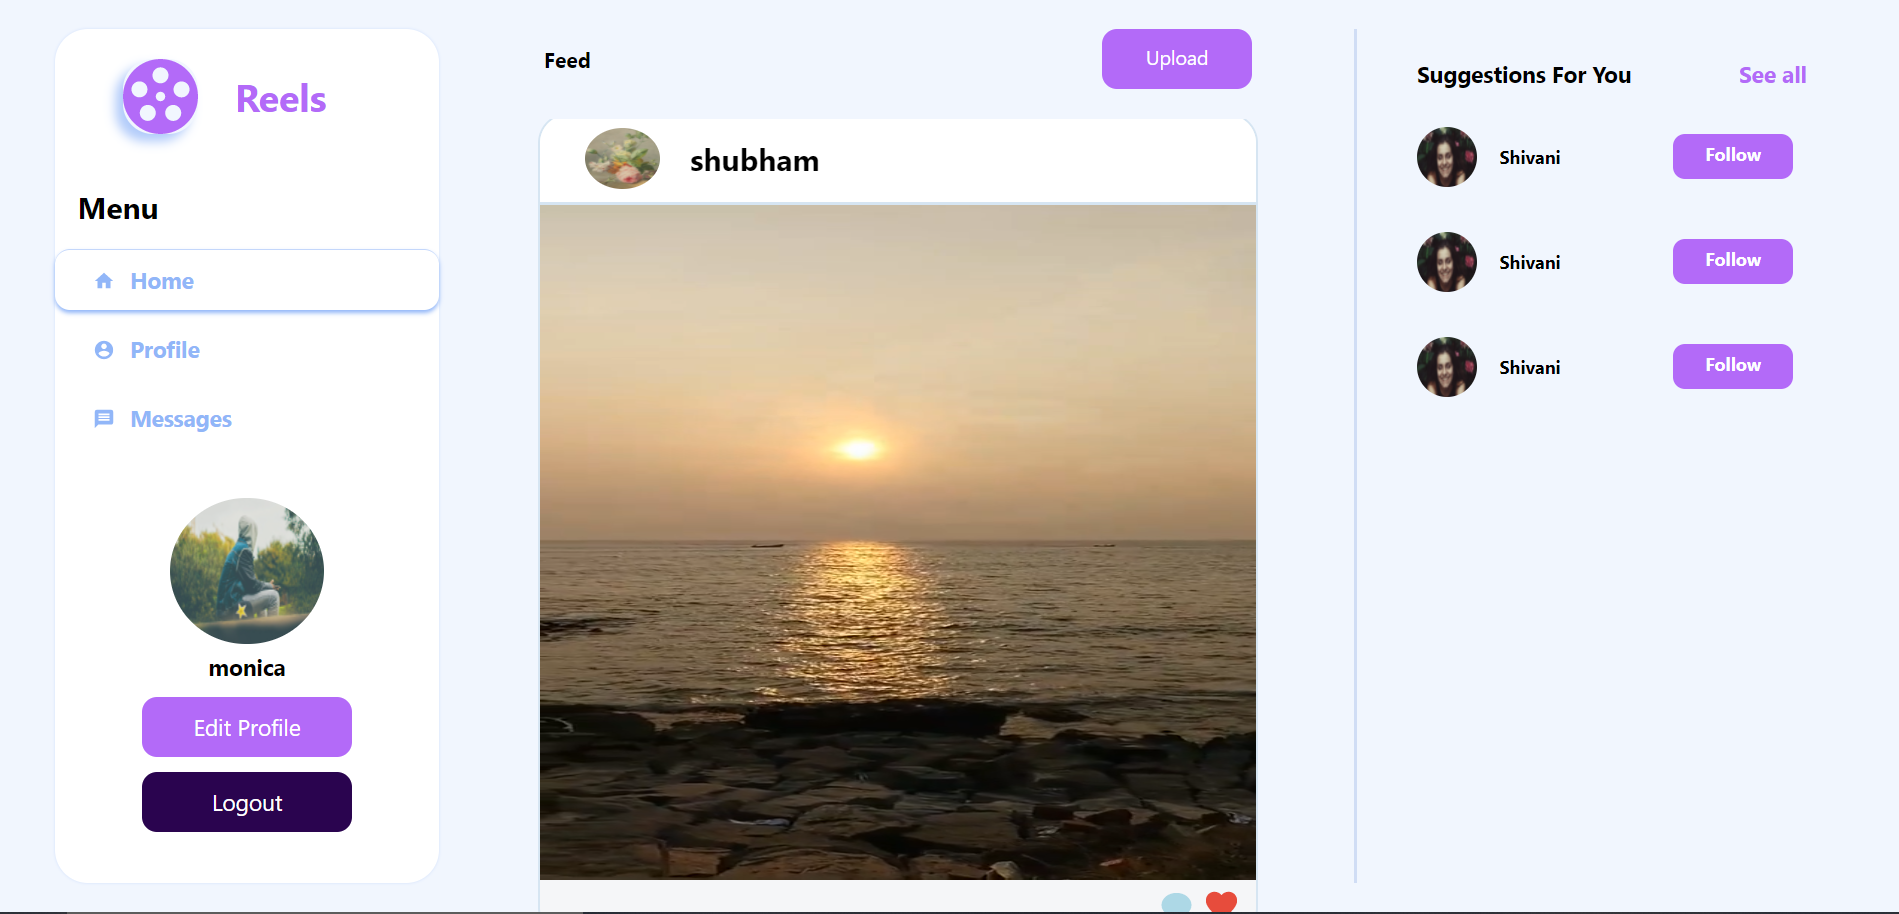 Reels
Menu
Home
Profile
Messages
monica
Edit Profile
Logout
Feed
Upload
shubham
Suggestions For You
See all
Shivani
Follow
Shivani
Follow
Shivani
Follow